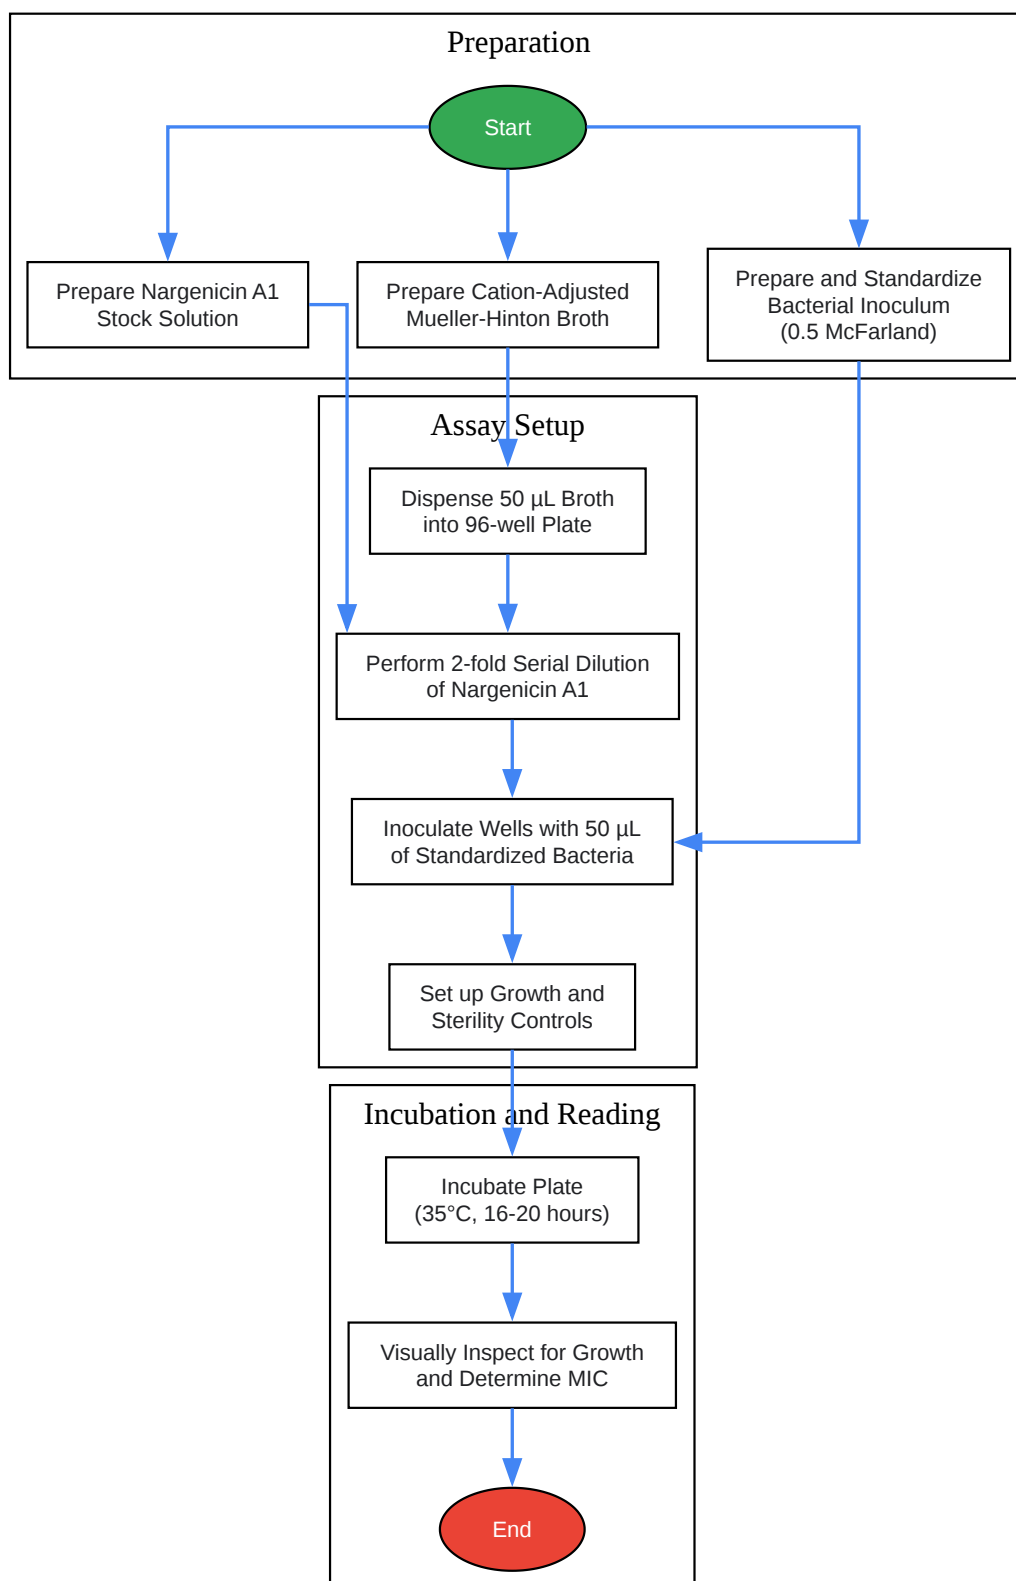 Preparation
Start
Prepare Nargenicin A1
Stock Solution
Prepare Cation-Adjusted
Mueller-Hinton Broth
Prepare and Standardize
Bacterial Inoculum
(0.5 McFarland)
Assay Setup
Dispense 50 µL Broth
into 96-well Plate
Perform 2-fold Serial Dilution
of Nargenicin A1
Inoculate Wells with 50 µL
of Standardized Bacteria
Set up Growth and
Sterility Controls
Incubation and Reading
Incubate Plate
(35°C, 16-20 hours)
Visually Inspect for Growth
and Determine MIC
End